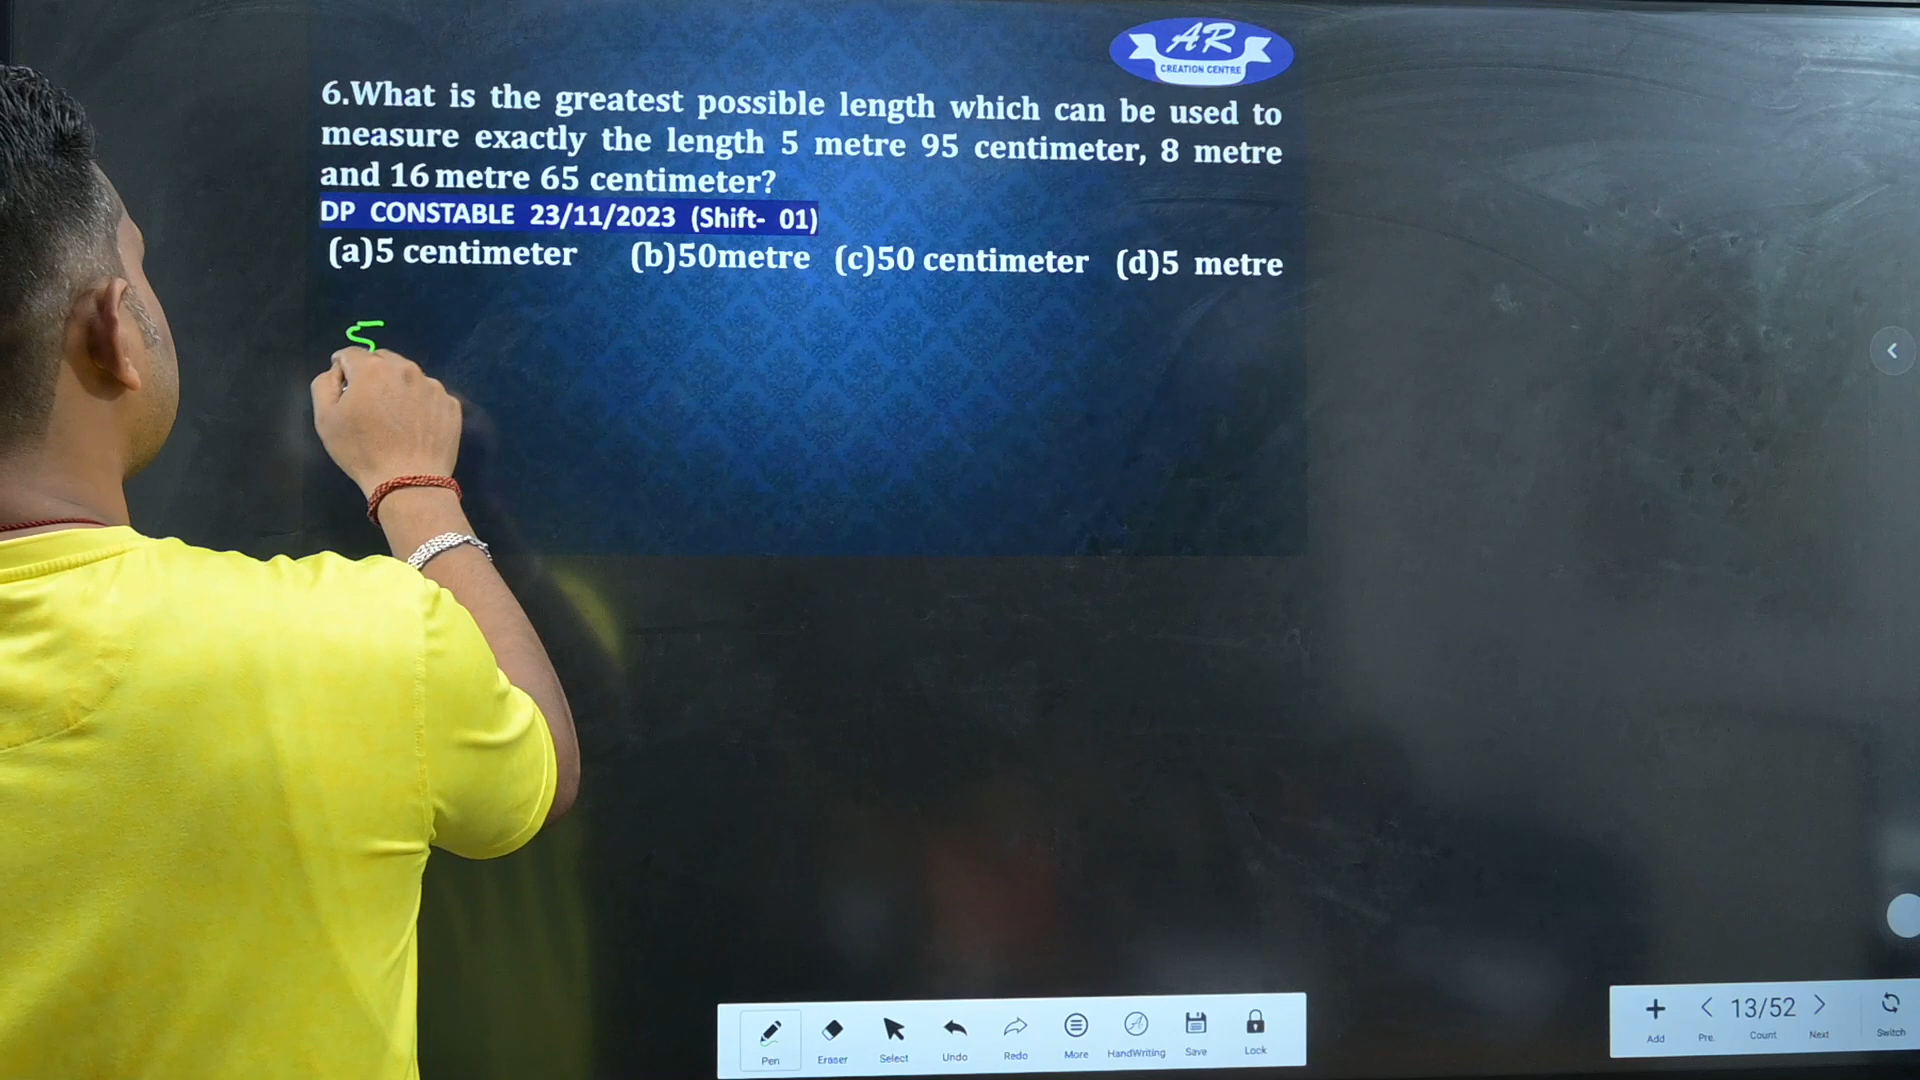 AR
CREATION CENTRE
6.What is the greatest possible length which can be used to
measure exactly the length 5 metre 95 centimeter, 8 metre
and 16 metre 65 centimeter?
DP CONSTABLE 23/11/2023 (Shift- 01)
(a)5 centimeter (b)50metre (c)50 centimeter (d)5 metre
5
Pen Eraser Select Undo Redo More HandWriting Save Lock
13/52
Add Pre. Count Next Switch